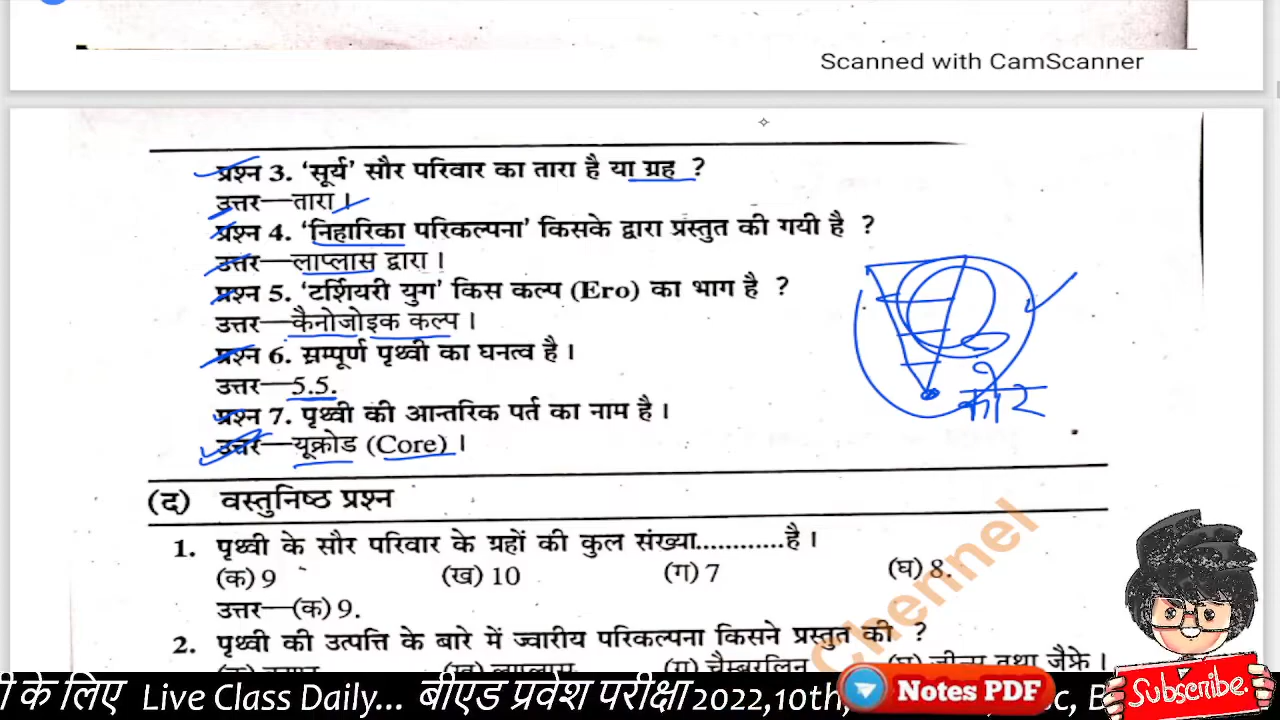 Scanned with CamScanner
प्रश्न 3. ‘सूर्य’ सौर परिवार का तारा है या ग्रह ?
उत्तर—तारा ।
प्रश्न 4. ‘निहारिका परिकल्पना’ किसके द्वारा प्रस्तुत की गयी है ?
उत्तर—लाप्लास द्वारा ।
प्रश्न 5. ‘टर्शियरी युग’ किस कल्प (Ero) का भाग है ?
उत्तर—कैनोजोइक कल्प ।
प्रश्न 6. सम्पूर्ण पृथ्वी का घनत्व है ।
उत्तर—5.5.
प्रश्न 7. पृथ्वी की आन्तरिक पर्त का नाम है ।
उत्तर—यूक्रोड (Core) ।
कोर
(द) वस्तुनिष्ठ प्रश्न
1. पृथ्वी के सौर परिवार के ग्रहों की कुल संख्या............है ।
(क) 9 (ख) 10 (ग) 7 (घ) 8.
उत्तर—(क) 9.
2. पृथ्वी की उत्पत्ति के बारे में ज्वारीय परिकल्पना किसने प्रस्तुत की ?
(ख) लाप्लास (ग) चैम्बरलिन (घ) जीन्स तथा जैफ्रे ।
Chennel
के लिए Live Class Daily... बीएड प्रवेश परीक्षा 2022,10th,
Notes PDF
Subscribe.